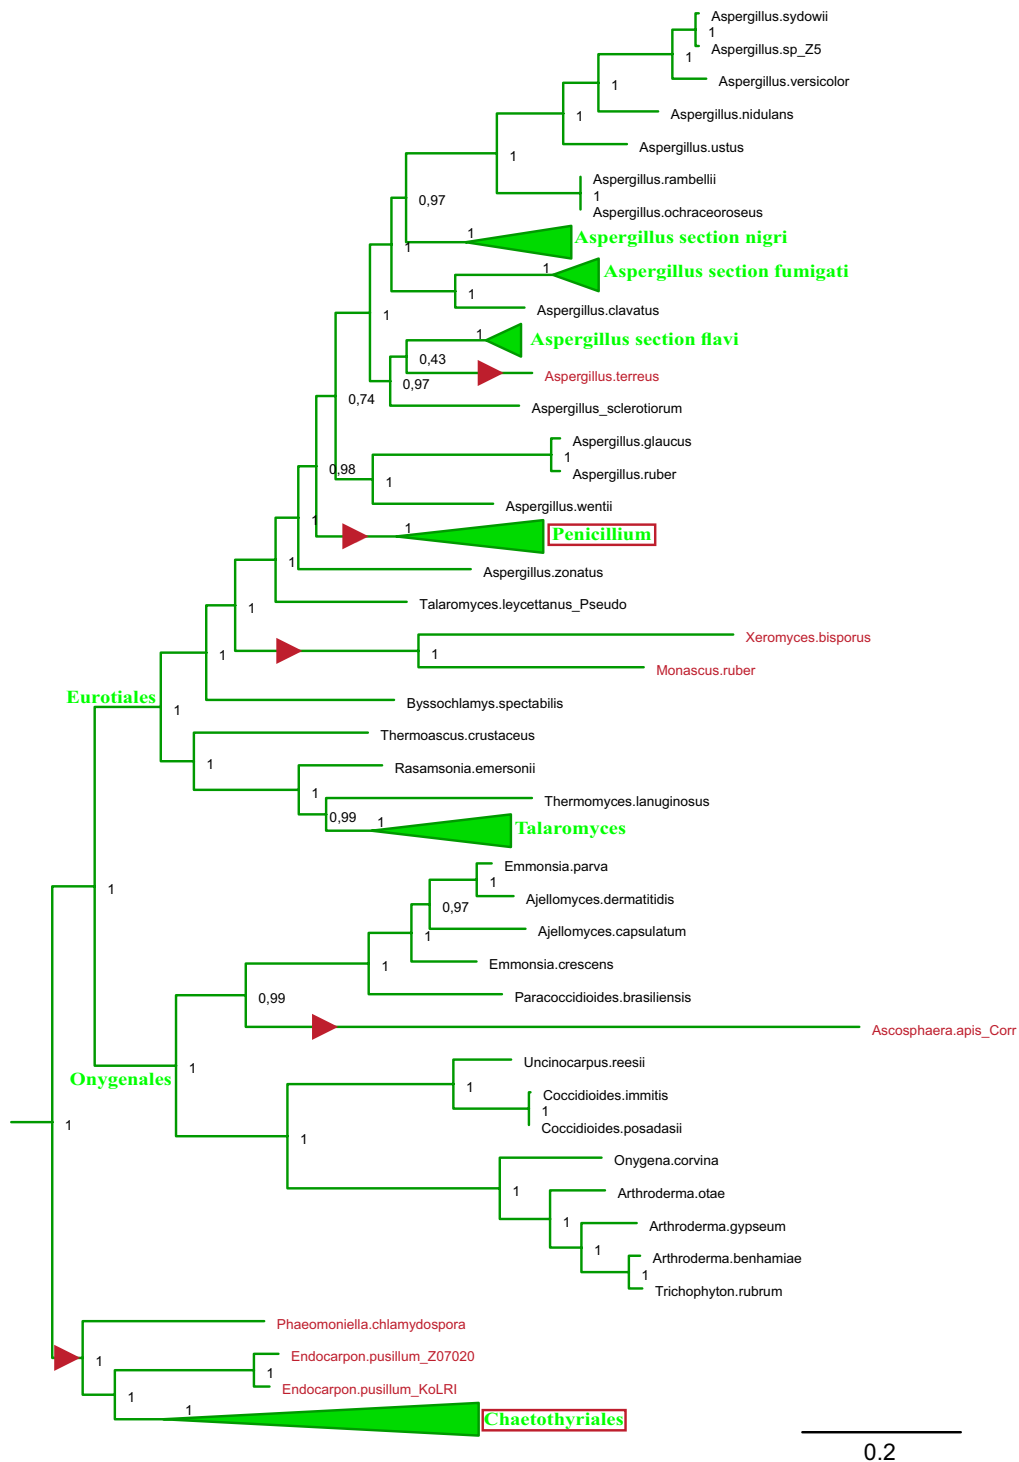 Aspergillus.sydowii
1
Aspergillus.sp_Z5
1
Aspergillus.versicolor
1
Aspergillus.nidulans
1
Aspergillus.ustus
1
Aspergillus.rambellii
1
Aspergillus.ochraceoroseus
0,97
1
Aspergillus section nigri
1
1
Aspergillus section fumigati
1
Aspergillus.clavatus
1
1
Aspergillus section flavi
0,43
Aspergillus.terreus
0,97
0,74
Aspergillus_sclerotiorum
Aspergillus.glaucus
1
0,98
Aspergillus.ruber
1
Aspergillus.wentii
1
1
Penicillium
1
Aspergillus.zonatus
Talaromyces.leycettanus_Pseudo
1
Xeromyces.bisporus
1
1
Monascus.ruber
Eurotiales
Byssochlamys.spectabilis
1
Thermoascus.crustaceus
1
Rasamsonia.emersonii
1
Thermomyces.lanuginosus
0,99
1
Talaromyces
Emmonsia.parva
1
1
Ajellomyces.dermatitidis
0,97
Ajellomyces.capsulatum
1
Emmonsia.crescens
1
Paracoccidioides.brasiliensis
0,99
Ascosphaera.apis_Corr
Uncinocarpus.reesii
1
Onygenales
1
Coccidioides.immitis
1
Coccidioides.posadasii
1
1
Onygena.corvina
1
Arthroderma.otae
1
Arthroderma.gypseum
1
Arthroderma.benhamiae
1
Trichophyton.rubrum
Phaeomoniella.chlamydospora
1
Endocarpon.pusillum_Z07020
1
Endocarpon.pusillum_KoLRI
1
1
Chaetothyriales
0.2